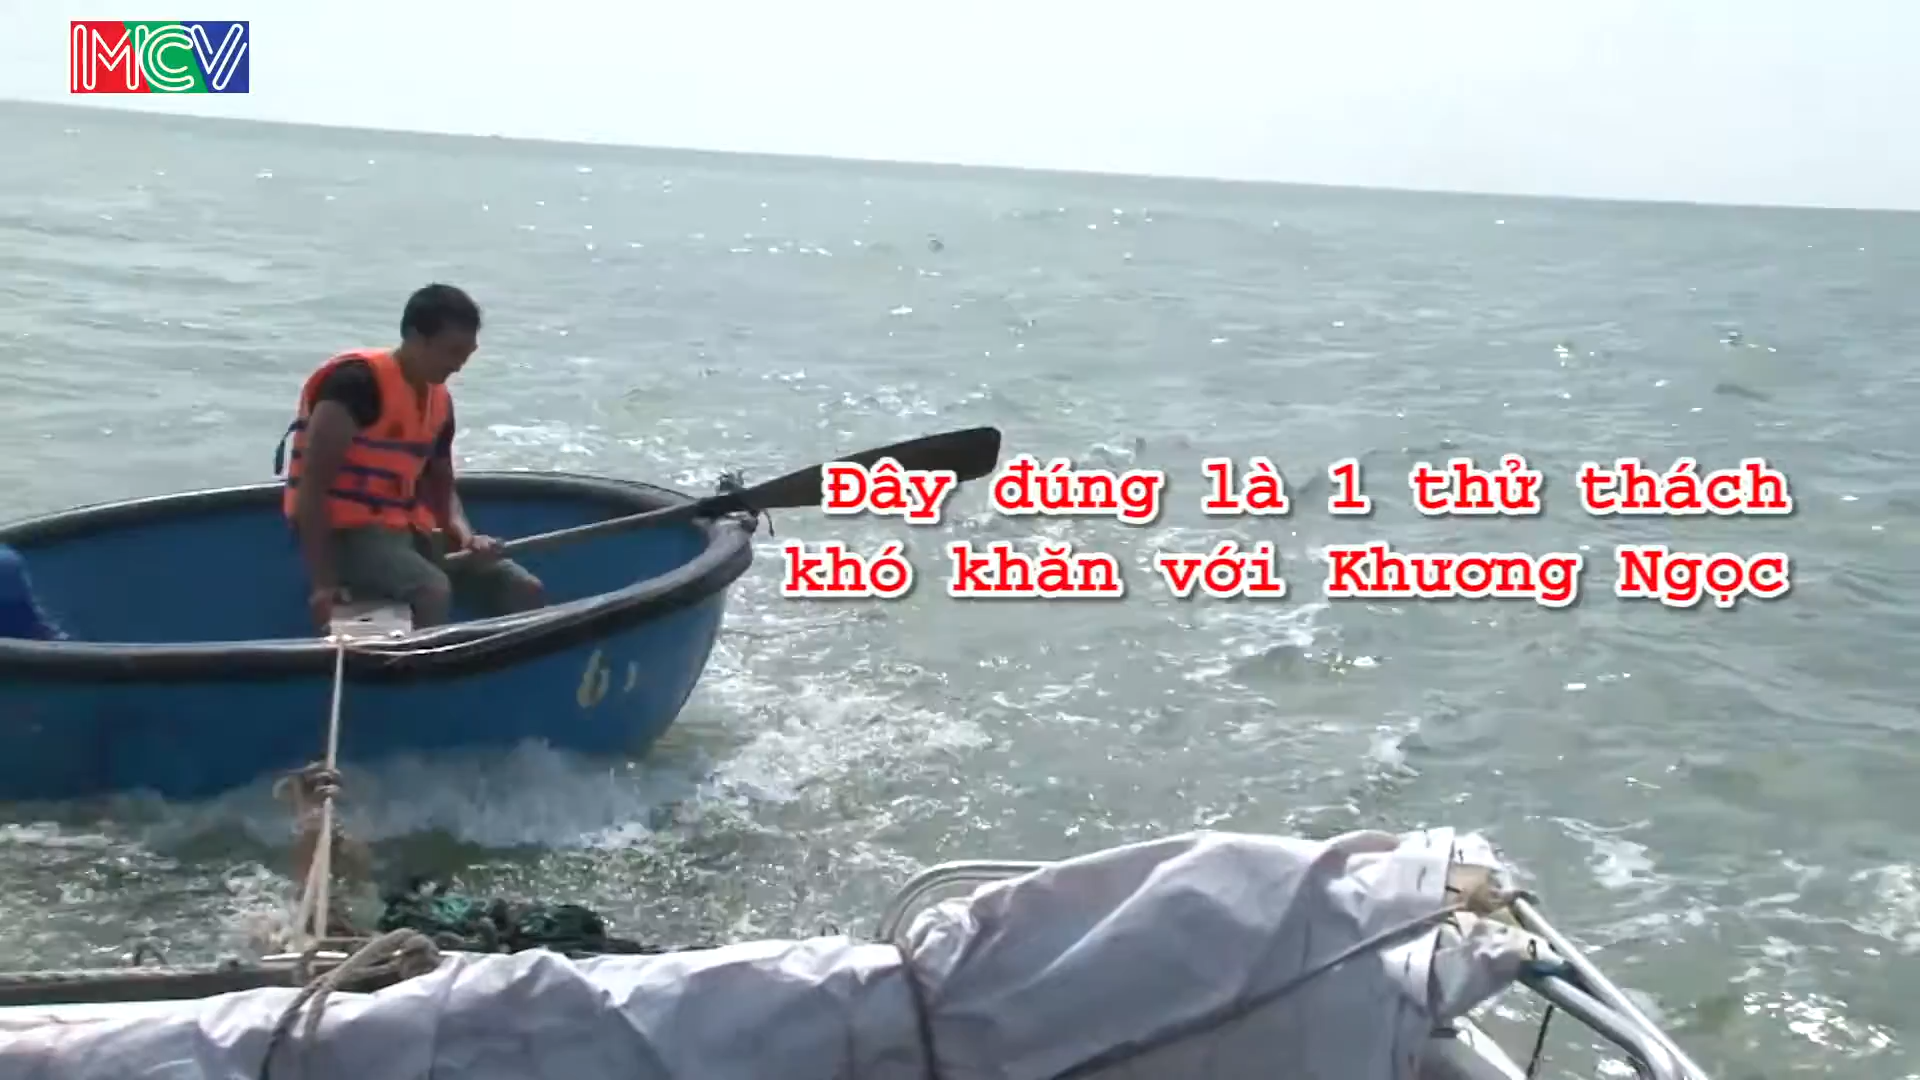 MCV
Đây đúng là 1 thử thách
khó khăn với Khương Ngọc